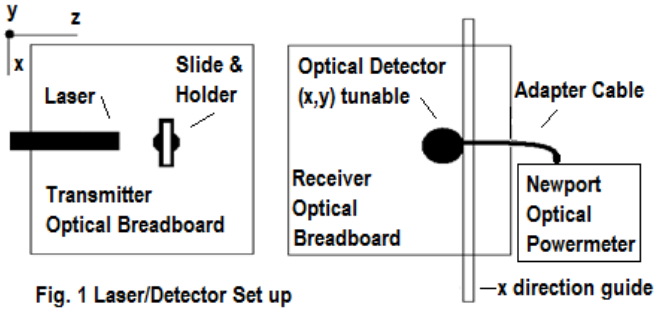 y
z
x
Slide &
Holder
Laser
Transmitter
Optical Breadboard
Optical Detector
(x,y) tunable
Adapter Cable
Receiver
Optical
Breadboard
Newport
Optical
Powermeter
x direction guide
Fig. 1 Laser/Detector Set up